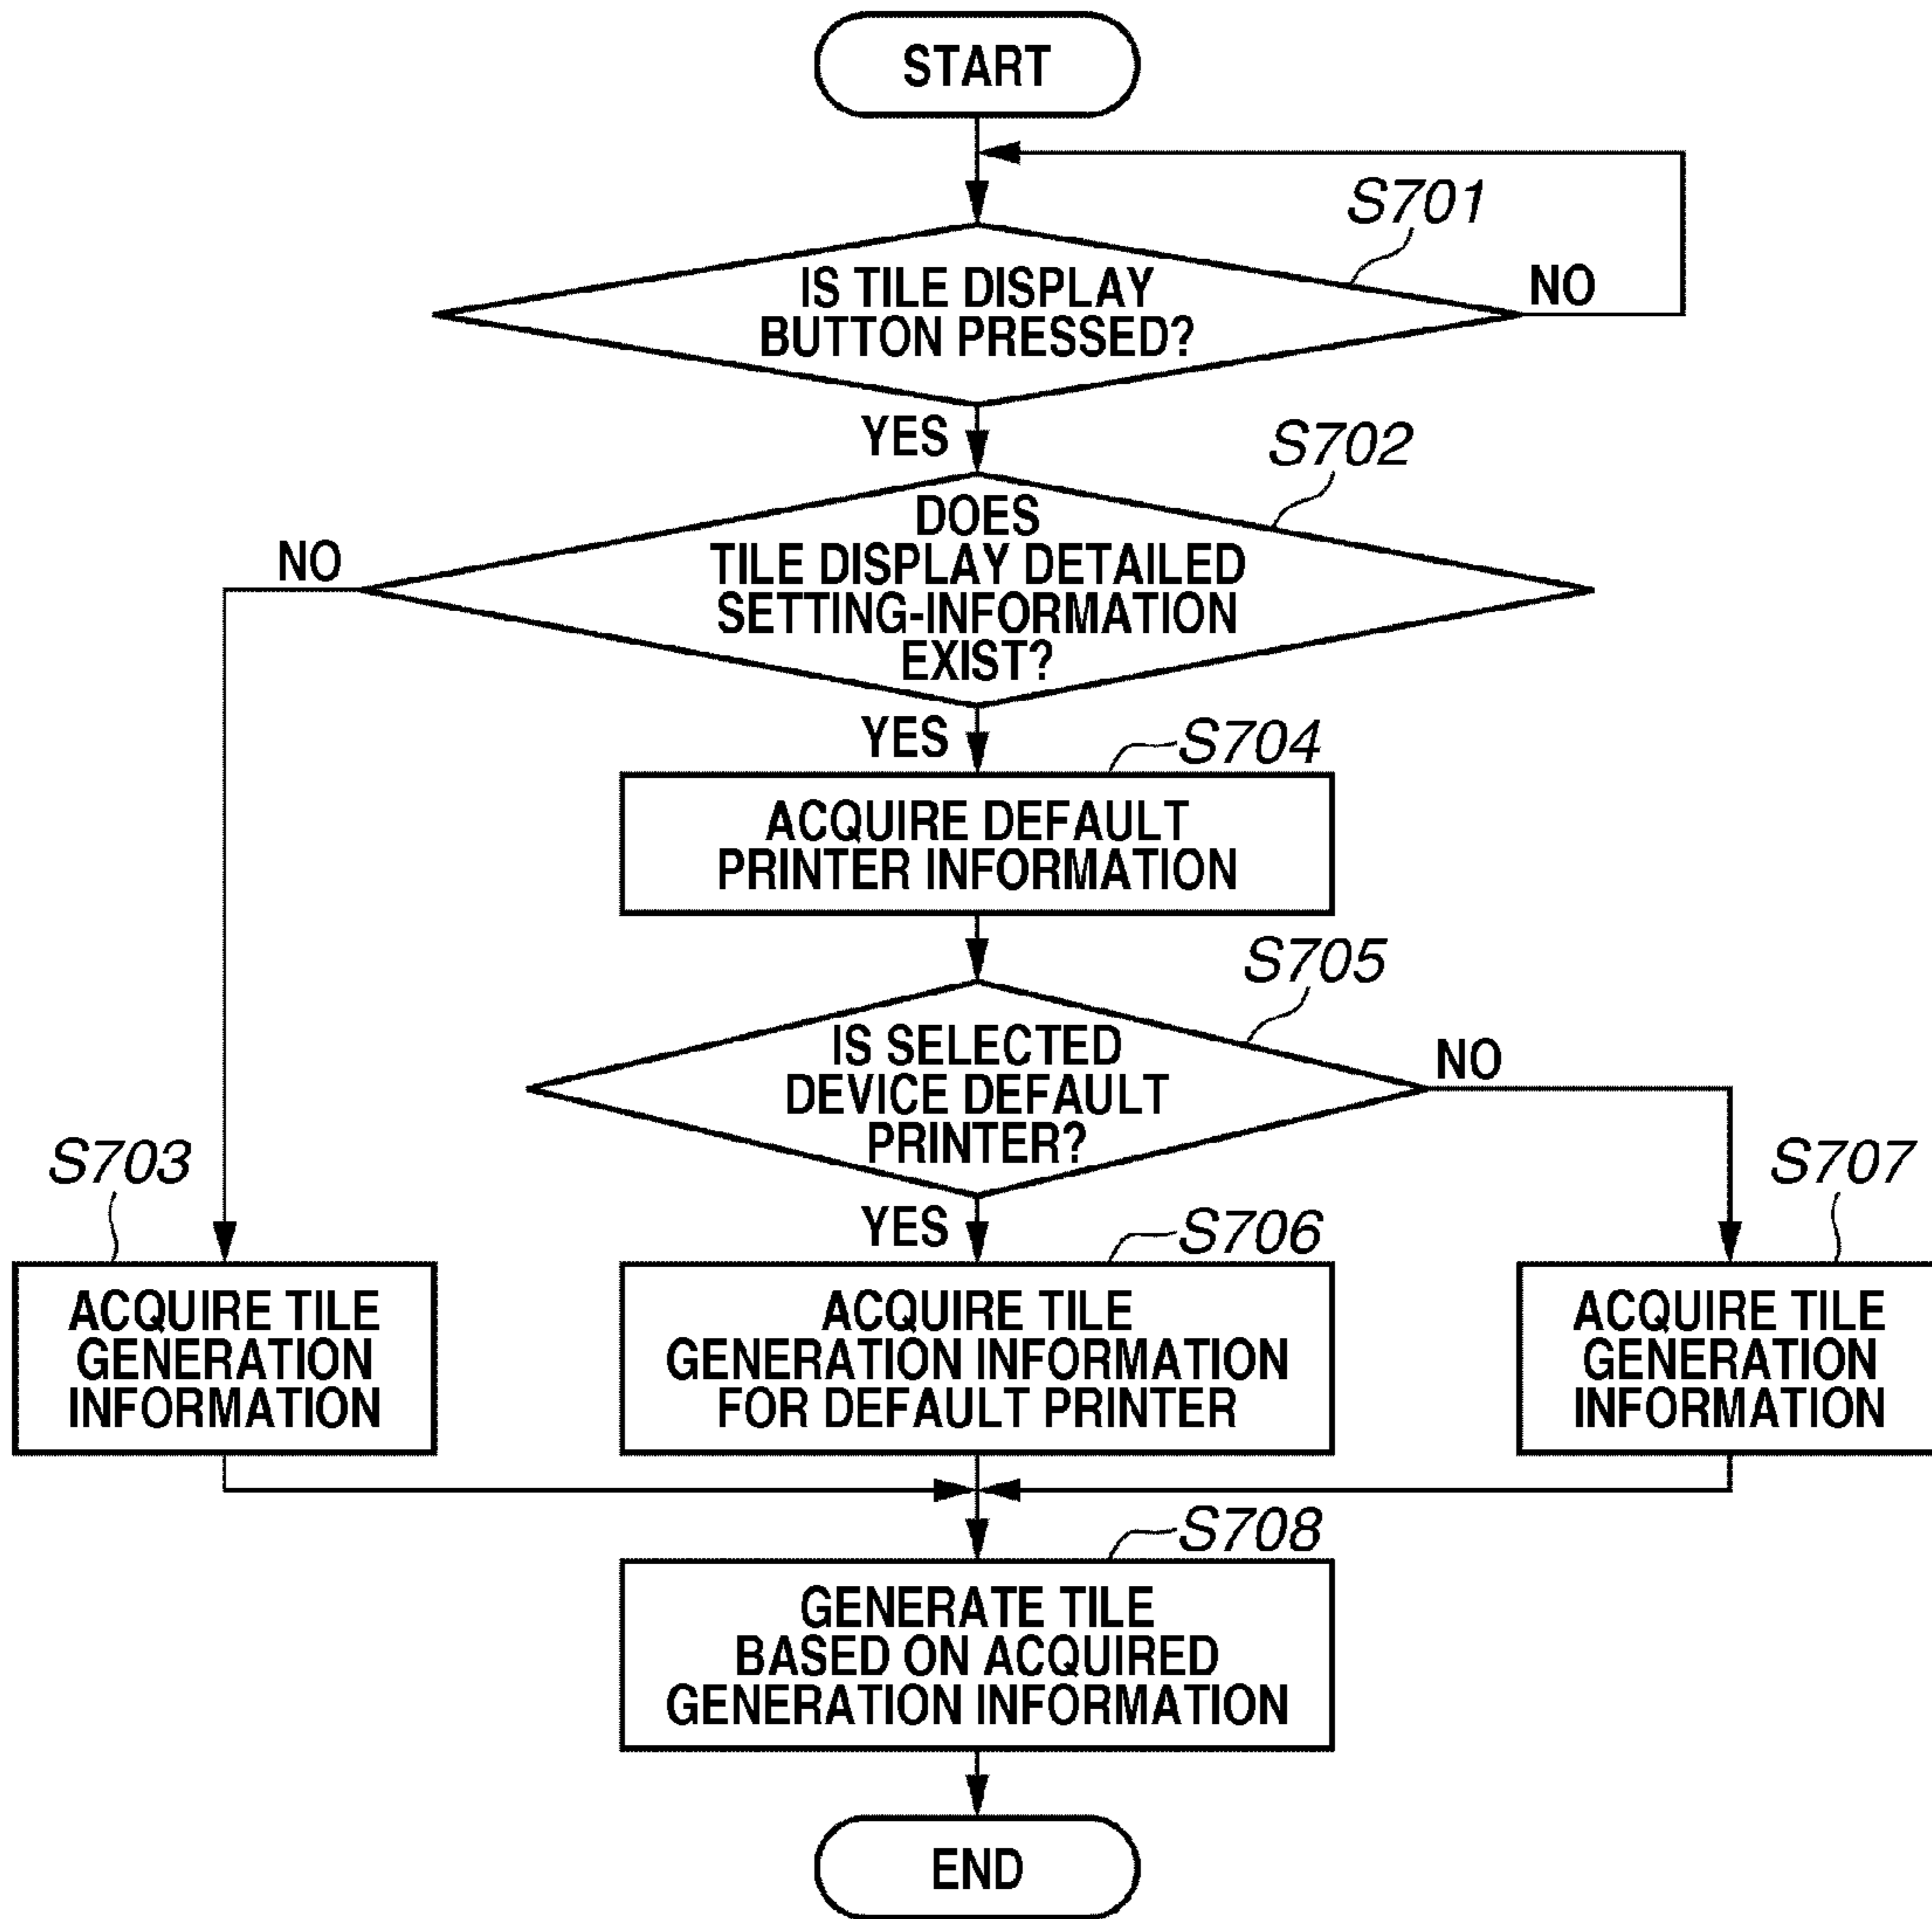 START
S701
IS TILE DISPLAY
BUTTON PRESSED?
NO
YES
S702
DOES
TILE DISPLAY DETAILED
SETTING-INFORMATION
EXIST?
NO
YES
S704
ACQUIRE DEFAULT
PRINTER INFORMATION
S705
IS SELECTED
DEVICE DEFAULT
PRINTER?
NO
YES
S703
ACQUIRE TILE
GENERATION
INFORMATION
S706
ACQUIRE TILE
GENERATION INFORMATION
FOR DEFAULT PRINTER
S707
ACQUIRE TILE
GENERATION
INFORMATION
S708
GENERATE TILE
BASED ON ACQUIRED
GENERATION INFORMATION
END